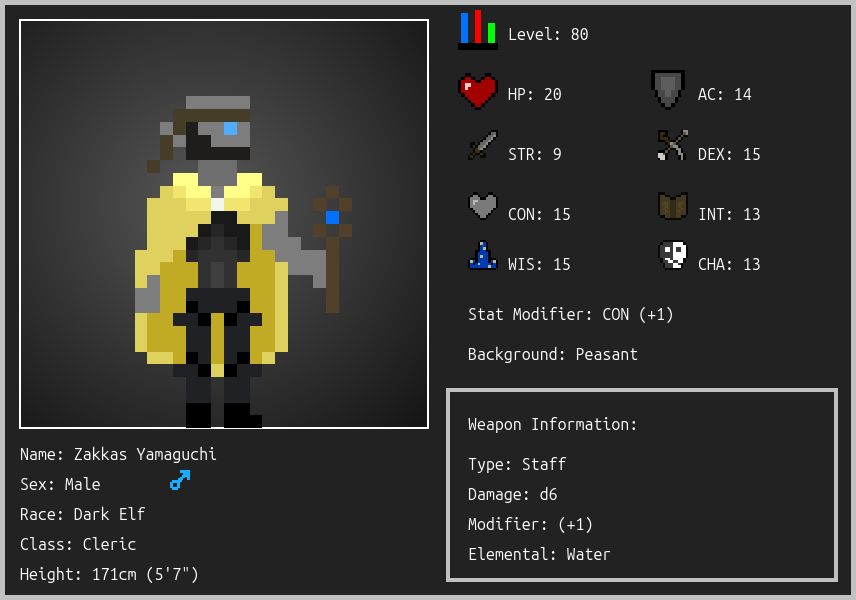 Level: 80
HP: 20
AC: 14
STR: 9
DEX: 15
CON: 15
INT: 13
WIS: 15
CHA: 13
Stat Modifier: CON (+1)
Background: Peasant
Weapon Information:
Type: Staff
Damage: d6
Modifier: (+1)
Elemental: Water
Name: Zakkas Yamaguchi
Sex: Male
Race: Dark Elf
Class: Cleric
Height: 171cm (5'7")